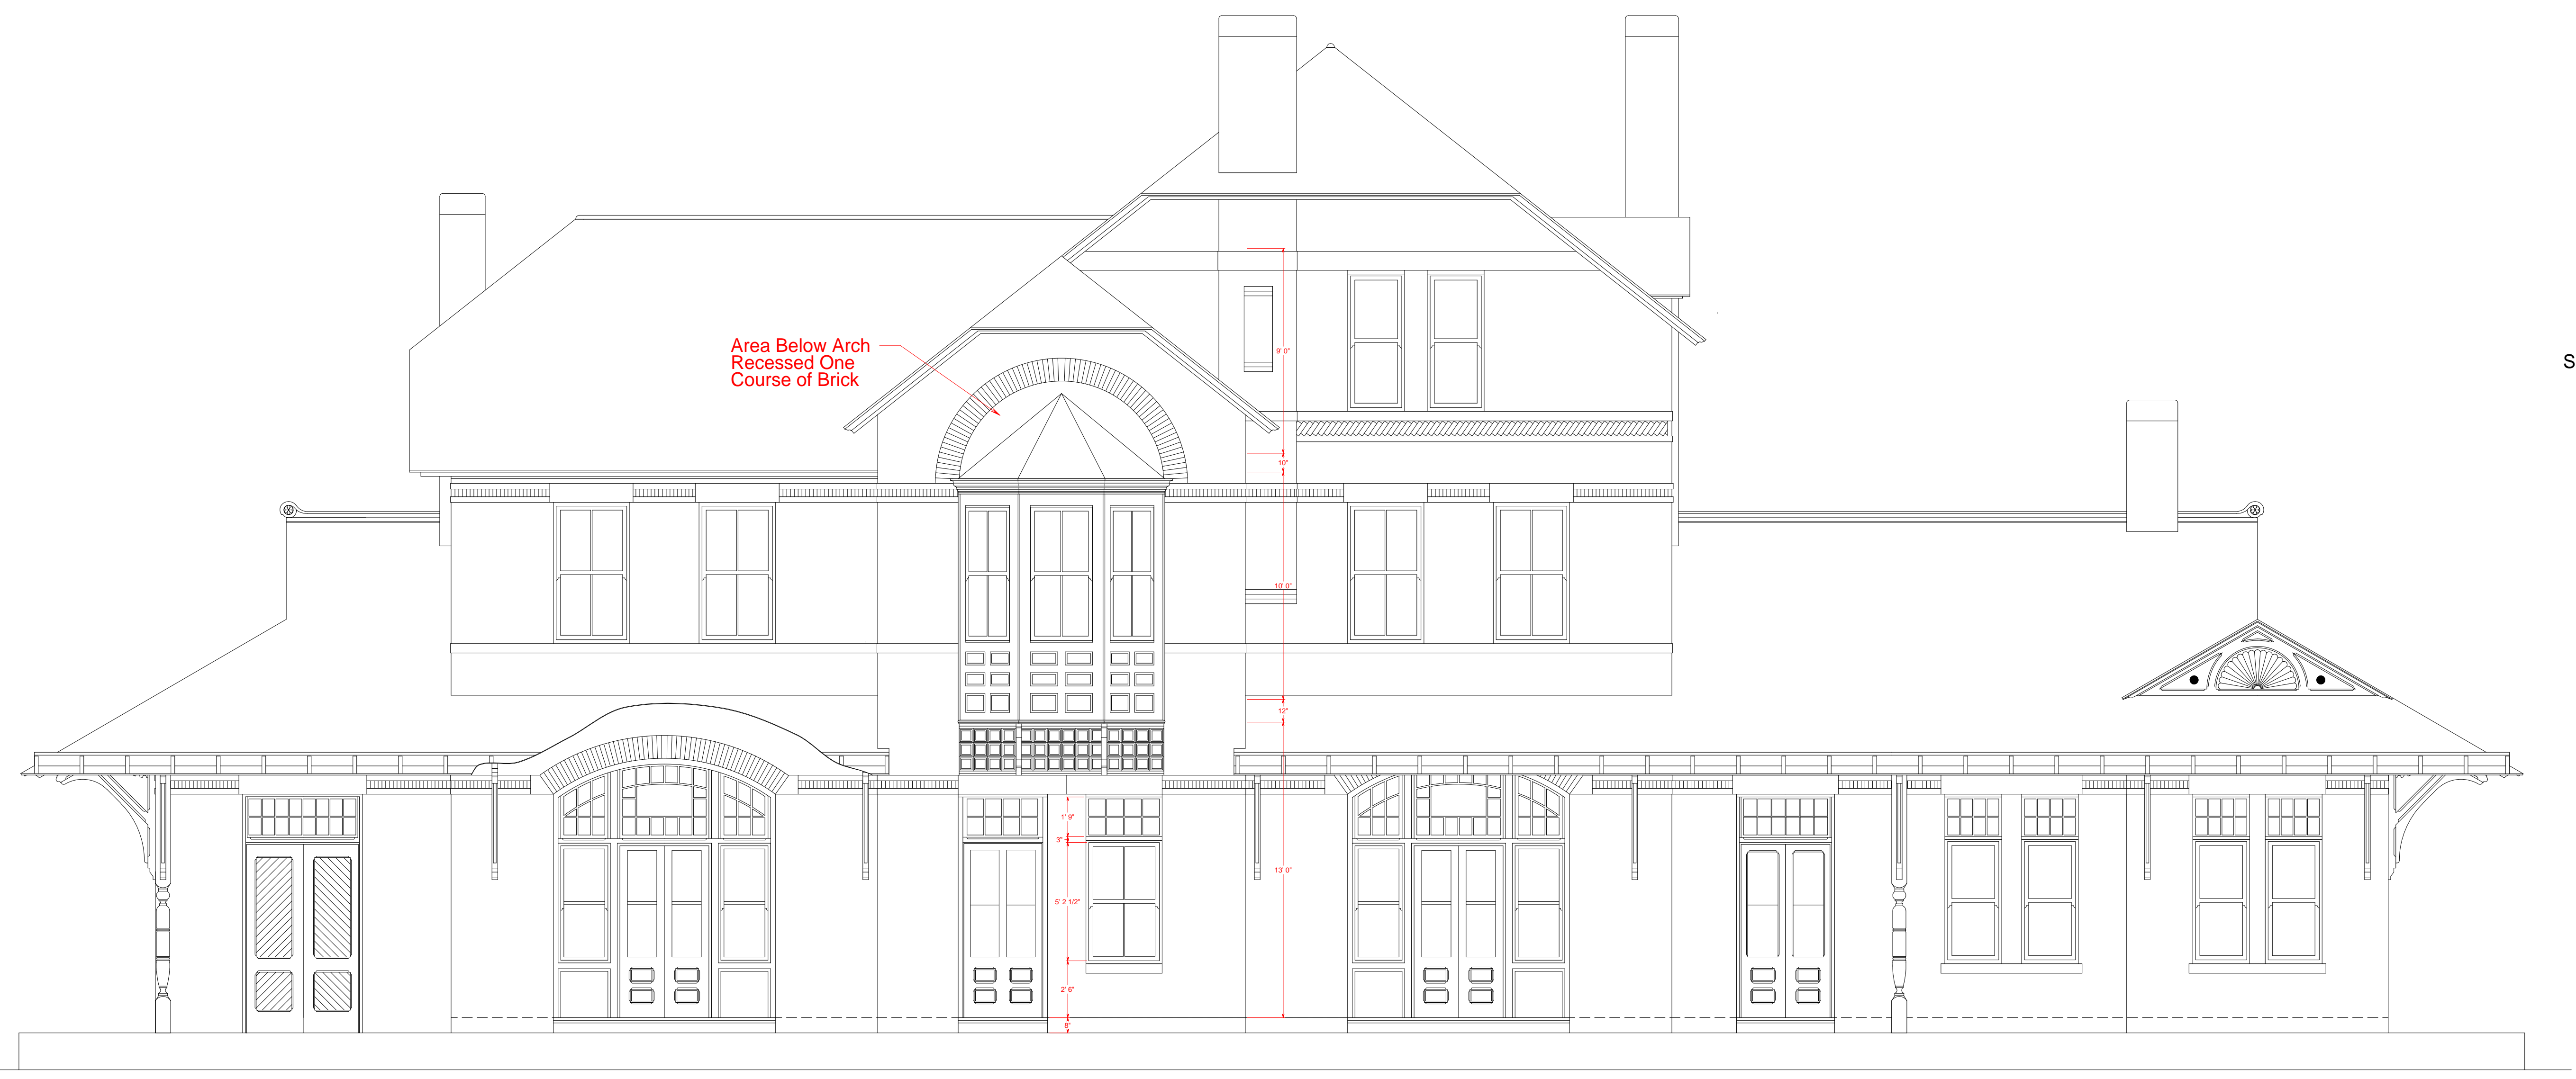 Area Below Arch
Recessed One
Course of Brick
S
9' 0"
10"
10' 0"
12"
13' 0"
1' 9"
3"
5' 2 1/2"
2' 6"
8"